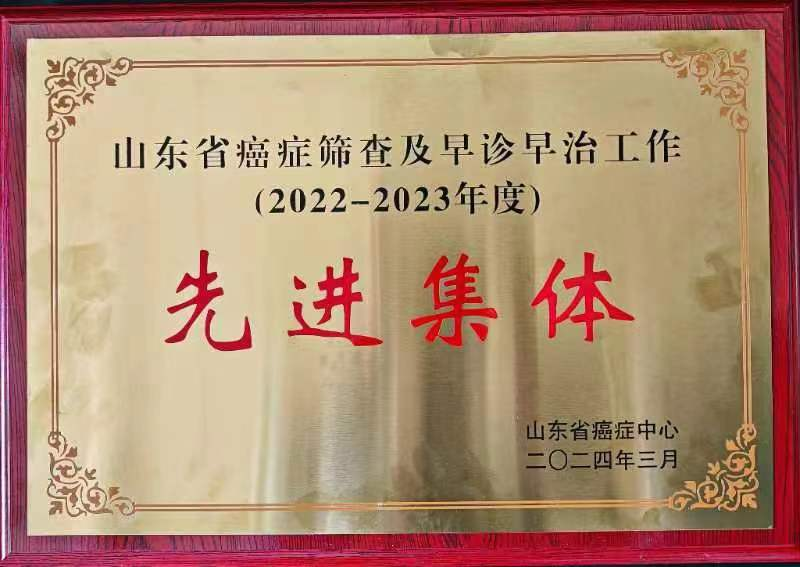 山东省癌症筛查及早诊早治工作
(2022-2023年度)
先进集体
山东省癌症中心
二〇二四年三月